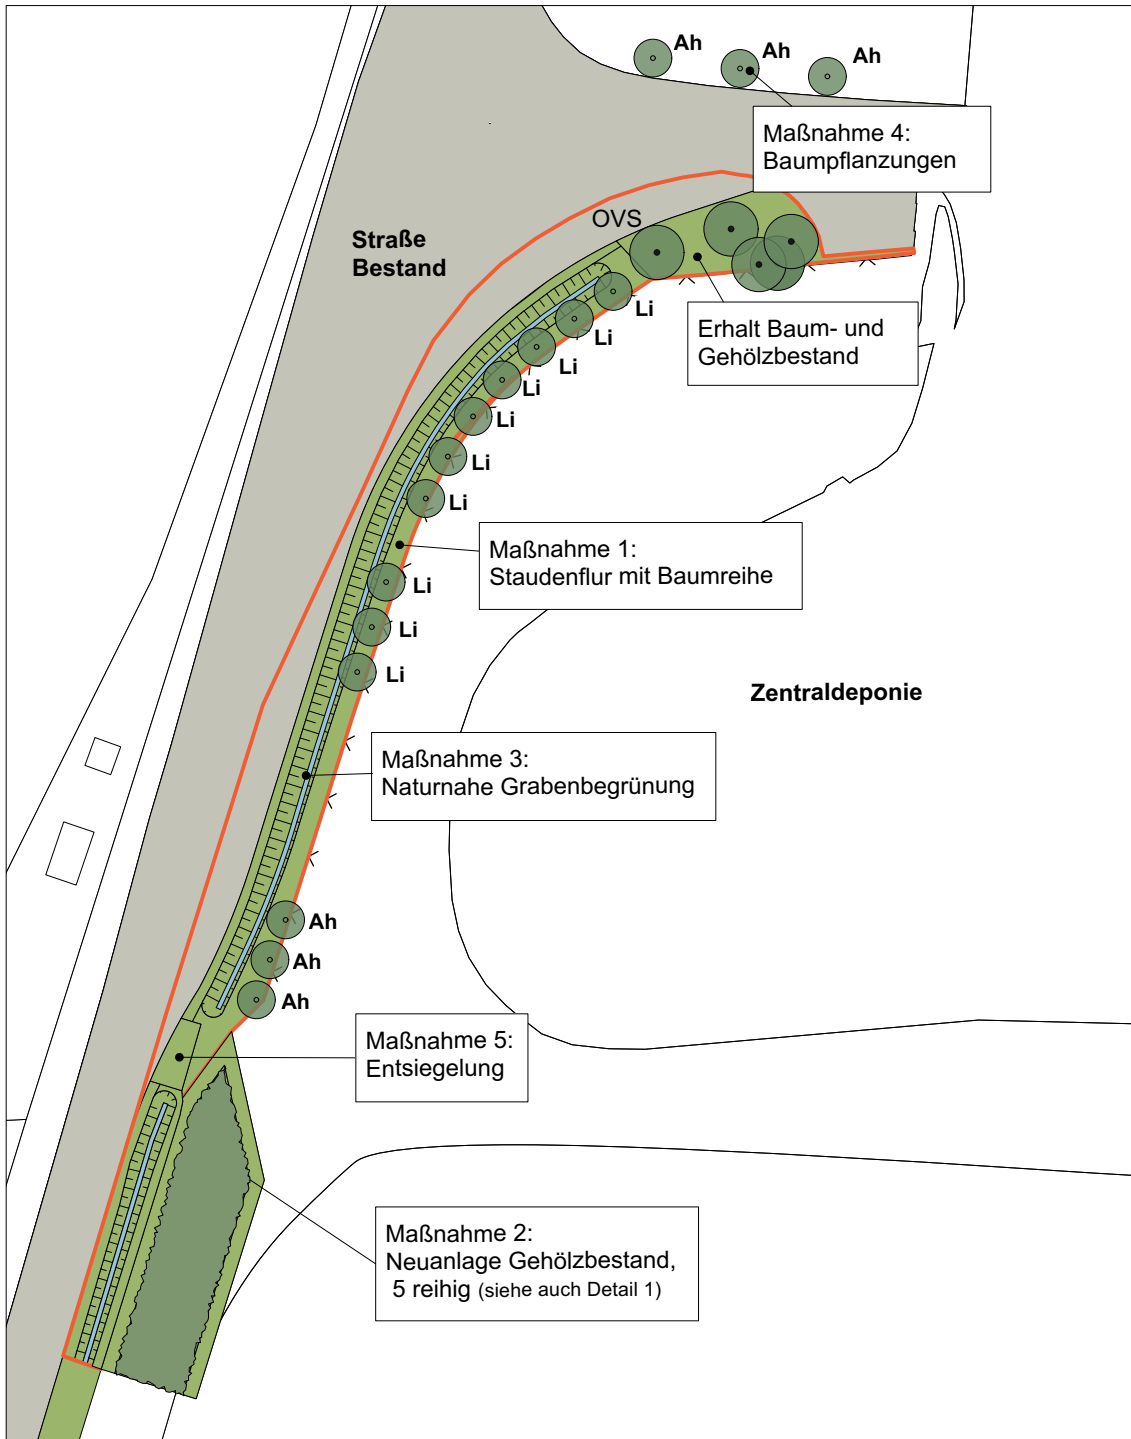 Ah
Ah
Ah
Maßnahme 4:
Baumpflanzungen
OVS
Straße
Bestand
Li
Erhalt Baum- und
Gehölzbestand
Li
Li
Li
Li
Li
Li
Maßnahme 1:
Staudenflur mit Baumreihe
Li
Li
Li
Zentraldeponie
Maßnahme 3:
Naturnahe Grabenbegrünung
Ah
Ah
Ah
Maßnahme 5:
Entsiegelung
Maßnahme 2:
Neuanlage Gehölzbestand,
5 reihig (siehe auch Detail 1)